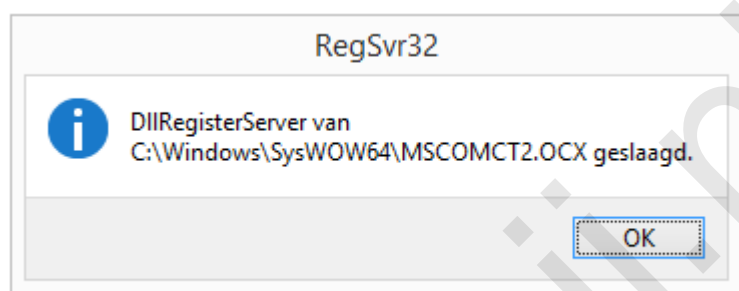 RegSvr32
DllRegisterServer van
C:\Windows\SysWOW64\MSCOMCT2.OCX geslaagd.
OK